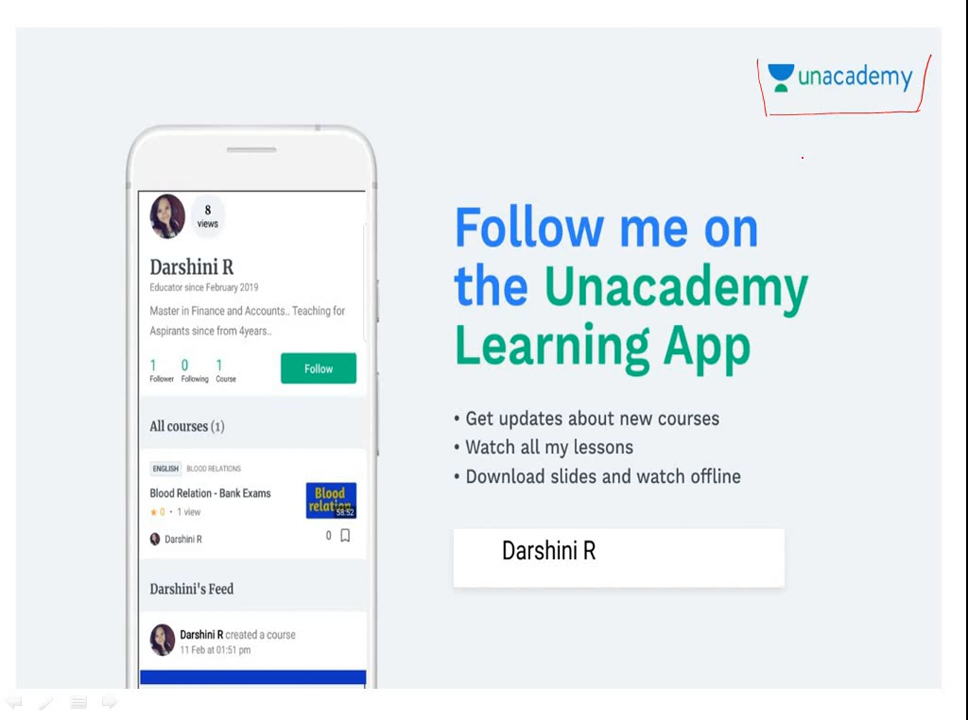 unacademy
8
views
Darshini R
Educator since February 2019
Master in Finance and Accounts.. Teaching for
Aspirants since from 4years..
1 0 1
Follower Following Course
Follow
All courses (1)
ENGLISH BLOOD RELATIONS
Blood Relation - Bank Exams
0 • 1 view
Blood
relation
58:52
Darshini R
0
Darshini's Feed
Darshini R created a course
11 Feb at 01:51 pm
Follow me on
the Unacademy
Learning App
• Get updates about new courses
• Watch all my lessons
• Download slides and watch offline
Darshini R